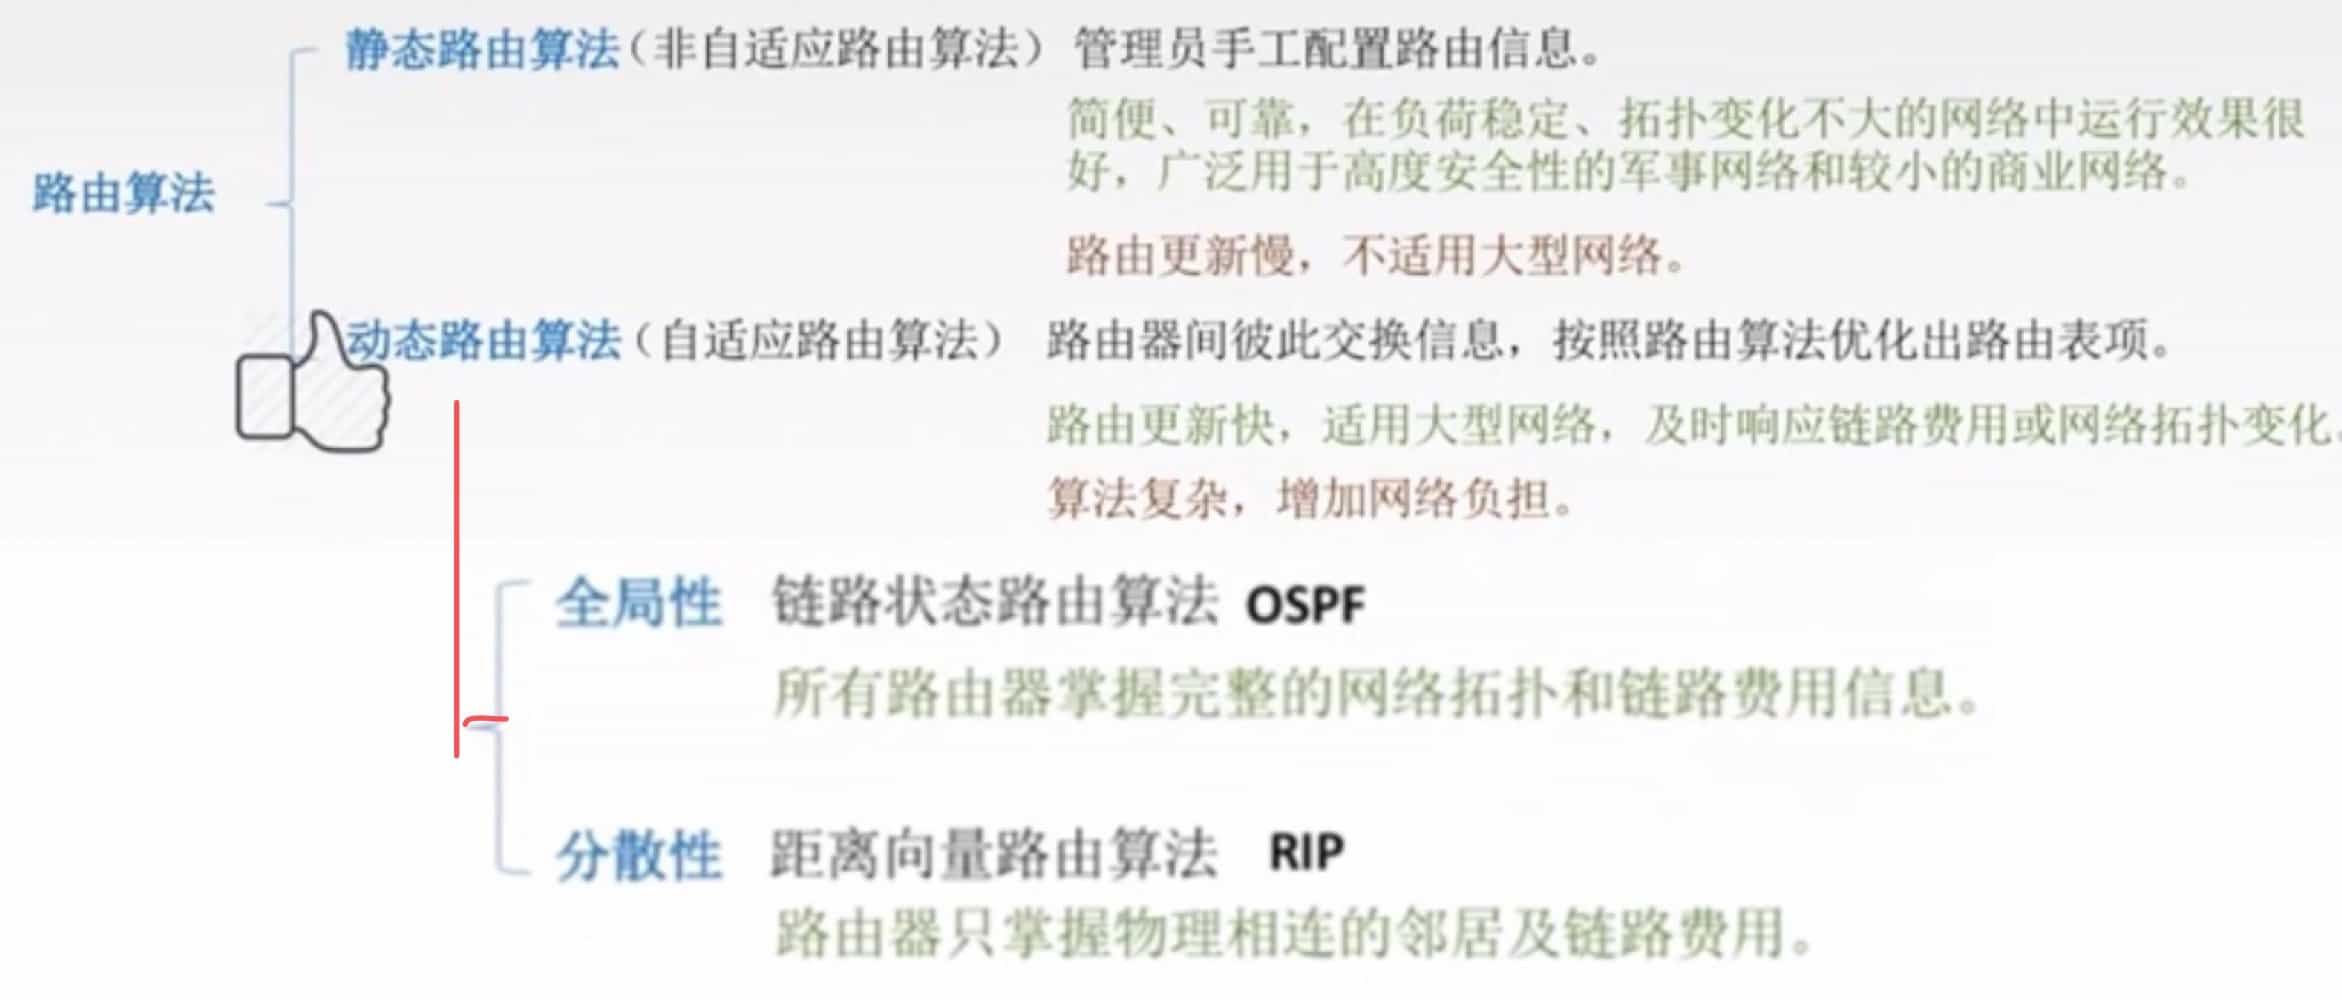 静态路由算法（非自适应路由算法）管理员手工配置路由信息。
简便、可靠，在负荷稳定、拓扑变化不大的网络中运行效果很
好，广泛用于高度安全性的军事网络和较小的商业网络。
路由算法
路由更新慢，不适用大型网络。
动态路由算法（自适应路由算法） 路由器间彼此交换信息，按照路由算法优化出路由表项。
路由更新快，适用大型网络，及时响应链路费用或网络拓扑变化。
算法复杂，增加网络负担。
全局性 链路状态路由算法 OSPF
所有路由器掌握完整的网络拓扑和链路费用信息。
分散性 距离向量路由算法 RIP
路由器只掌握物理相连的邻居及链路费用。